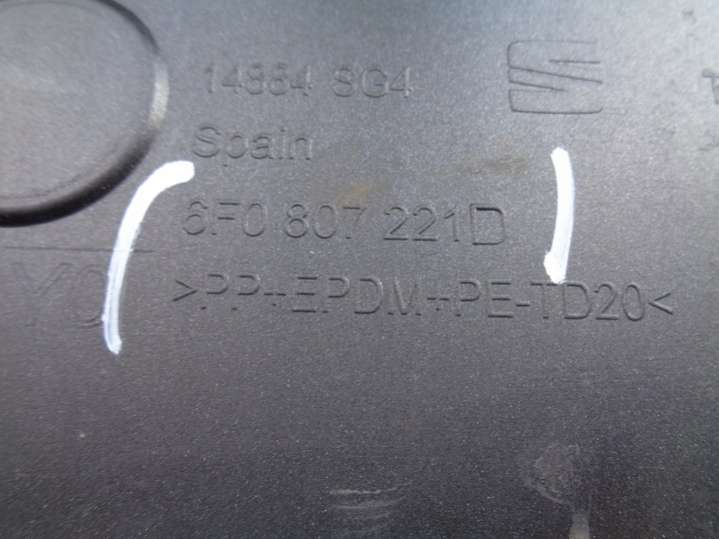 14864 SG4
Spain
6F0 807 221D
>PP+EPDM+PE-TD20<